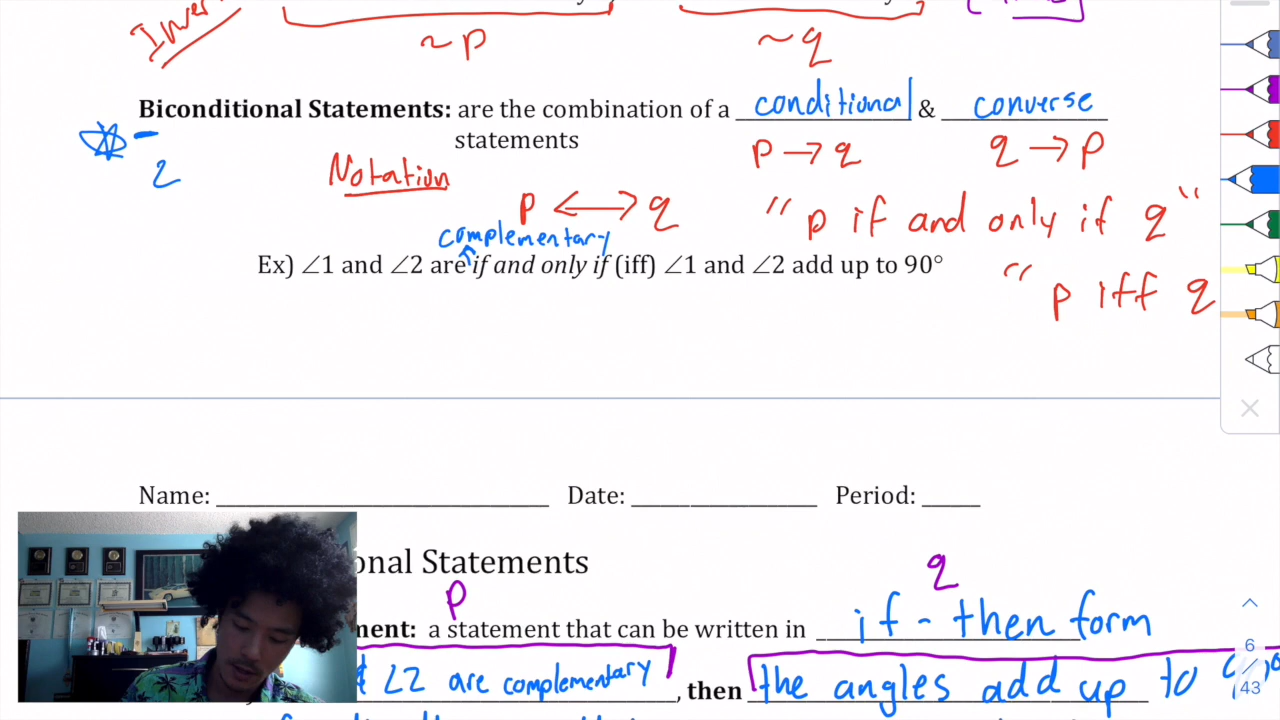 Inver
~p ~q
Biconditional Statements: are the combination of a conditional & converse
statements
p → q q → p
2
Notation
p ⟷ q "p if and only if q"
complementary
Ex) ∠1 and ∠2 are if and only if (iff) ∠1 and ∠2 add up to 90°
"p iff q
Name: Date: Period:
onal Statements
p q
ment: a statement that can be written in if-then form
∠2 are complementary, then the angles add up to 90°
6
43